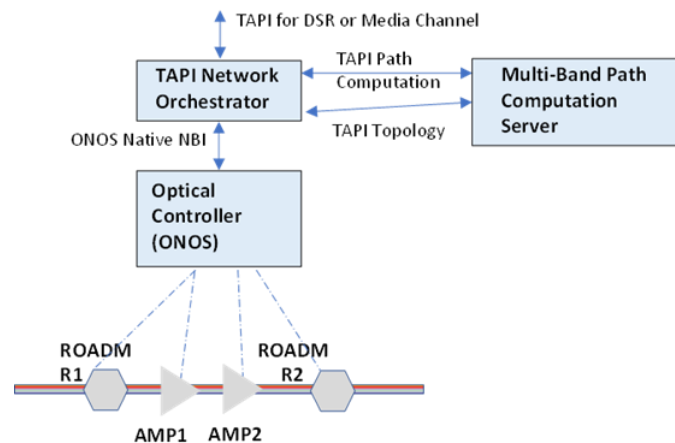 TAPI for DSR or Media Channel
TAPI Network
Orchestrator
TAPI Path
Computation
Multi-Band Path
Computation
Server
TAPI Topology
ONOS Native NBI
Optical
Controller
(ONOS)
ROADM
R1
ROADM
R2
AMP1
AMP2